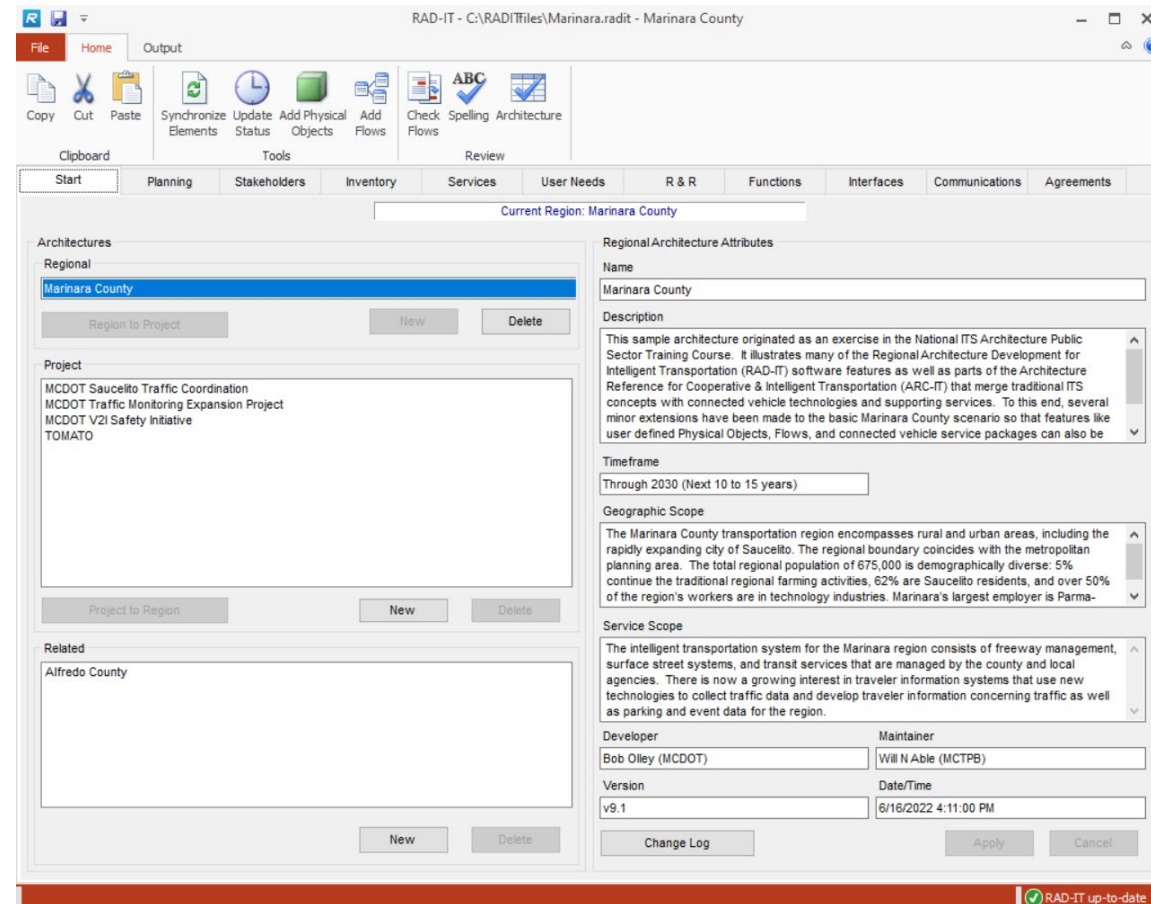 RAD-IT - C:\RADITfiles\Marinara.radit - Marinara County
File Home Output
Copy Cut Paste
Synchronize Elements
Update Status
Add Physical Objects
Add Flows
Check Flows
ABC
Spelling
Architecture
Clipboard Tools Review
Start Planning Stakeholders Inventory Services User Needs R & R Functions Interfaces Communications Agreements
Current Region: Marinara County
Architectures
Regional
Marinara County
Region to Project New Delete
Project
MCDOT Saucelito Traffic Coordination
MCDOT Traffic Monitoring Expansion Project
MCDOT V2I Safety Initiative
TOMATO
Project to Region New Delete
Related
Alfredo County
New Delete
Regional Architecture Attributes
Name
Marinara County
Description
This sample architecture originated as an exercise in the National ITS Architecture Public
Sector Training Course. It illustrates many of the Regional Architecture Development for
Intelligent Transportation (RAD-IT) software features as well as parts of the Architecture
Reference for Cooperative & Intelligent Transportation (ARC-IT) that merge traditional ITS
concepts with connected vehicle technologies and supporting services. To this end, several
minor extensions have been made to the basic Marinara County scenario so that features like
user defined Physical Objects, Flows, and connected vehicle service packages can also be
Timeframe
Through 2030 (Next 10 to 15 years)
Geographic Scope
The Marinara County transportation region encompasses rural and urban areas, including the
rapidly expanding city of Saucelito. The regional boundary coincides with the metropolitan
planning area. The total regional population of 675,000 is demographically diverse: 5%
continue the traditional regional farming activities, 62% are Saucelito residents, and over 50%
of the region's workers are in technology industries. Marinara's largest employer is Parma-
Service Scope
The intelligent transportation system for the Marinara region consists of freeway management,
surface street systems, and transit services that are managed by the county and local
agencies. There is now a growing interest in traveler information systems that use new
technologies to collect traffic data and develop traveler information concerning traffic as well
as parking and event data for the region.
Developer Maintainer
Bob Olley (MCDOT) Will N Able (MCTPB)
Version Date/Time
v9.1 6/16/2022 4:11:00 PM
Change Log Apply Cancel
RAD-IT up-to-date